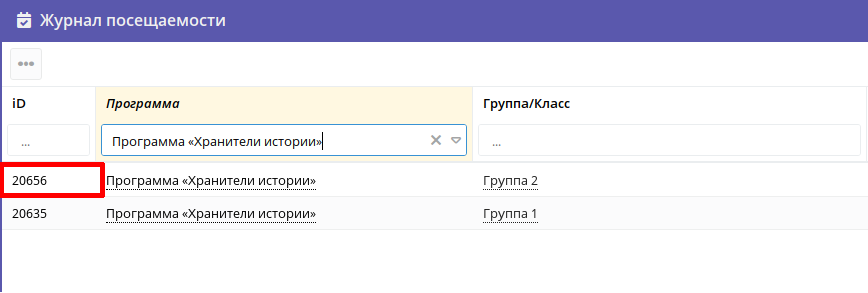 Журнал посещаемости
iD Программа Группа/Класс
... Программа «Хранители истории» ...
20656 Программа «Хранители истории» Группа 2
20635 Программа «Хранители истории» Группа 1